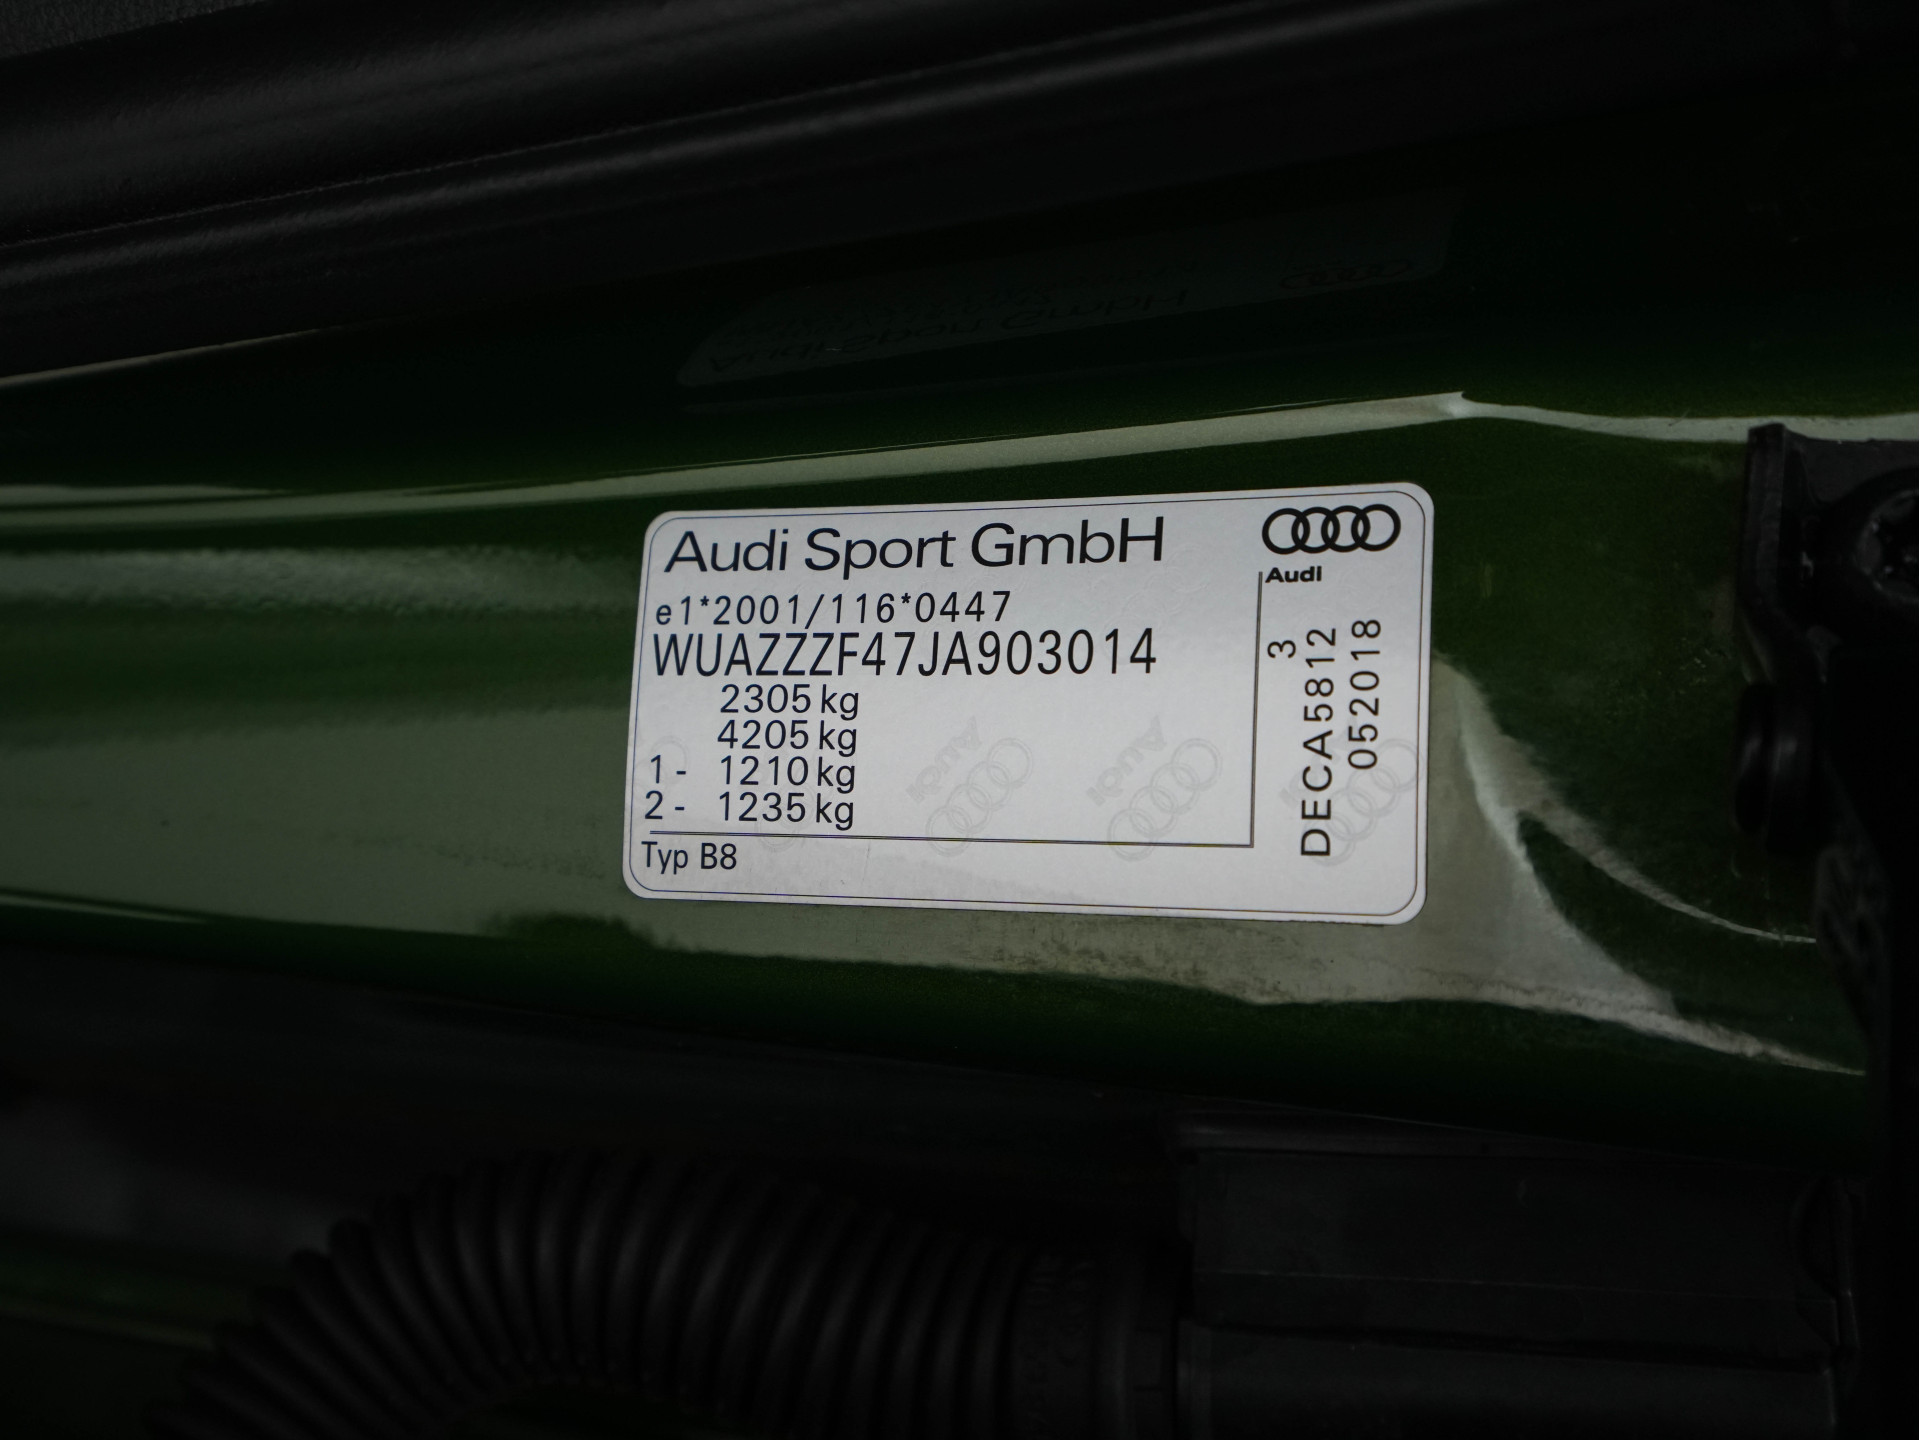 Audi Sport GmbH
Audi
e1*2001/116*0447
WUAZZZF47JA903014
2305 kg
4205 kg
1 - 1210 kg
2 - 1235 kg
Typ B8
3
DECA5812
052018